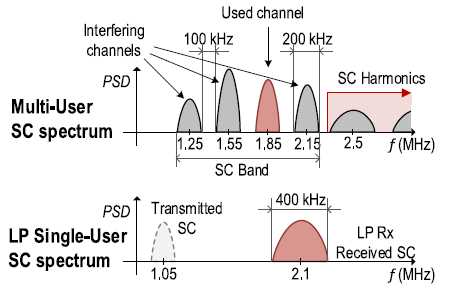 Used channel
Interfering
channels
100 kHz
200 kHz
PSD
SC Harmonics
Multi-User
SC spectrum
1,25
1,55
1,85
2,15
2.5
f (MHz)
SC Band
PSD
Transmitted
SC
400 kHz
LP Single-User
SC spectrum
LP Rx
Received SC
1,05
2.1
f (MHz)